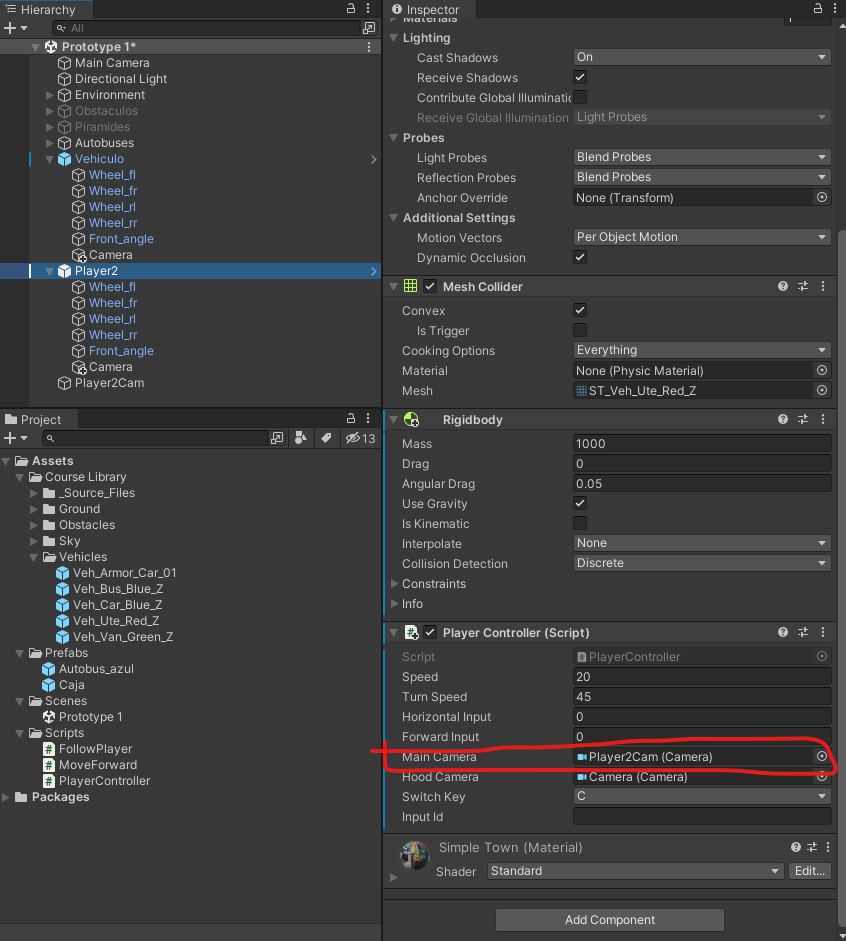 Hierarchy
All
Prototype 1*
Main Camera
Directional Light
Environment
Obstaculos
Piramides
Autobuses
Vehiculo
Wheel_fl
Wheel_fr
Wheel_rl
Wheel_rr
Front_angle
Camera
Player2
Wheel_fl
Wheel_fr
Wheel_rl
Wheel_rr
Front_angle
Camera
Player2Cam
Project
13
Assets
Course Library
_Source_Files
Ground
Obstacles
Sky
Vehicles
Veh_Armor_Car_01
Veh_Bus_Blue_Z
Veh_Car_Blue_Z
Veh_Ute_Red_Z
Veh_Van_Green_Z
Prefabs
Autobus_azul
Caja
Scenes
Prototype 1
Scripts
FollowPlayer
MoveForward
PlayerController
Packages
Inspector
Materials
Lighting
Cast Shadows On
Receive Shadows
Contribute Global Illuminatic
Receive Global Illumination Light Probes
Probes
Light Probes Blend Probes
Reflection Probes Blend Probes
Anchor Override None (Transform)
Additional Settings
Motion Vectors Per Object Motion
Dynamic Occlusion
Mesh Collider
Convex
Is Trigger
Cooking Options Everything
Material None (Physic Material)
Mesh ST_Veh_Ute_Red_Z
Rigidbody
Mass 1000
Drag 0
Angular Drag 0.05
Use Gravity
Is Kinematic
Interpolate None
Collision Detection Discrete
Constraints
Info
Player Controller (Script)
Script PlayerController
Speed 20
Turn Speed 45
Horizontal Input 0
Forward Input 0
Main Camera Player2Cam (Camera)
Hood Camera Camera (Camera)
Switch Key C
Input Id
Simple Town (Material)
Shader Standard Edit...
Add Component